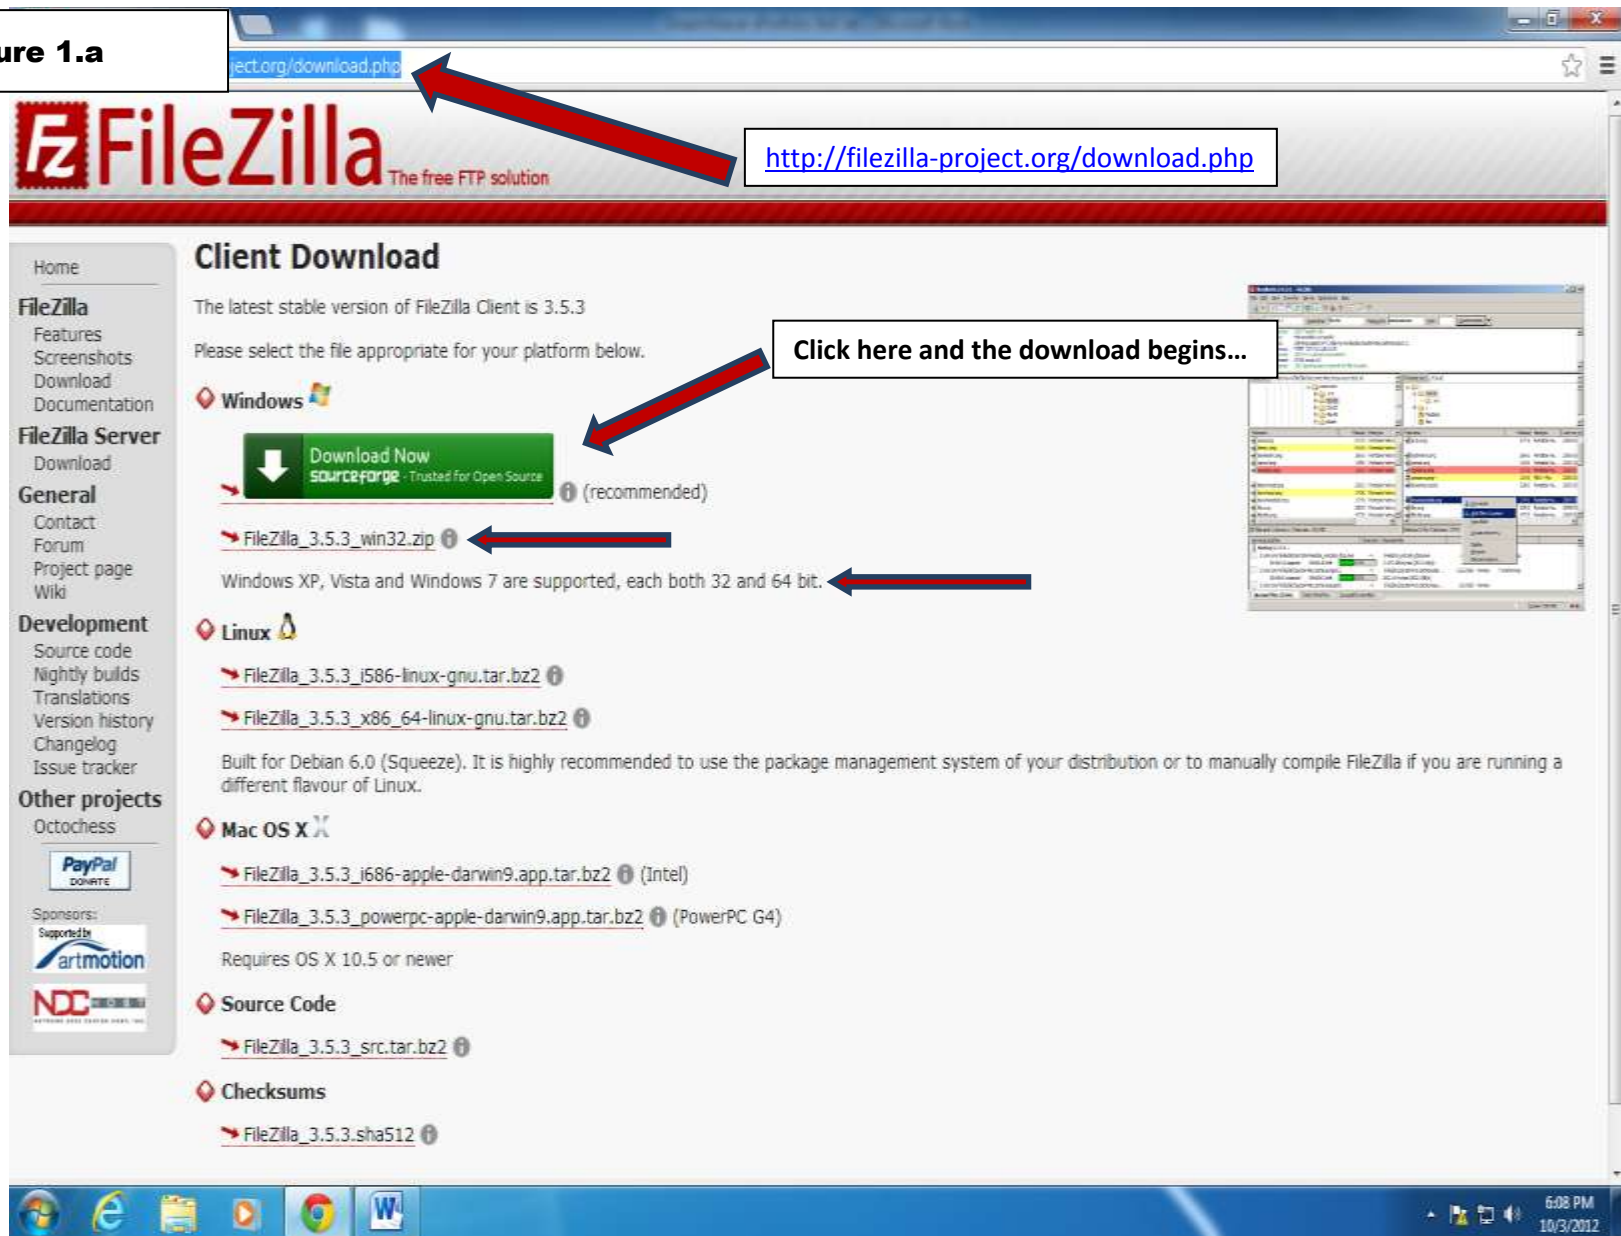 ure 1.a
ject.org/download.php
FileZilla The free FTP solution
http://filezilla-project.org/download.php
Home
FileZilla
Features
Screenshots
Download
Documentation
FileZilla Server
Download
General
Contact
Forum
Project page
Wiki
Development
Source code
Nightly builds
Translations
Version history
Changelog
Issue tracker
Other projects
Octochess
PayPal
DONATE
Sponsors:
Supported by
artmotion
NDC HOST
Client Download
The latest stable version of FileZilla Client is 3.5.3
Please select the file appropriate for your platform below.
Click here and the download begins...
Windows
Download Now
sourceforge - Trusted for Open Source
(recommended)
FileZilla_3.5.3_win32.zip
Windows XP, Vista and Windows 7 are supported, each both 32 and 64 bit.
Linux
FileZilla_3.5.3_i586-linux-gnu.tar.bz2
FileZilla_3.5.3_x86_64-linux-gnu.tar.bz2
Built for Debian 6.0 (Squeeze). It is highly recommended to use the package management system of your distribution or to manually compile FileZilla if you are running a
different flavour of Linux.
Mac OS X
FileZilla_3.5.3_i686-apple-darwin9.app.tar.bz2 (Intel)
FileZilla_3.5.3_powerpc-apple-darwin9.app.tar.bz2 (PowerPC G4)
Requires OS X 10.5 or newer
Source Code
FileZilla_3.5.3_src.tar.bz2
Checksums
FileZilla_3.5.3.sha512
6:08 PM
10/3/2012